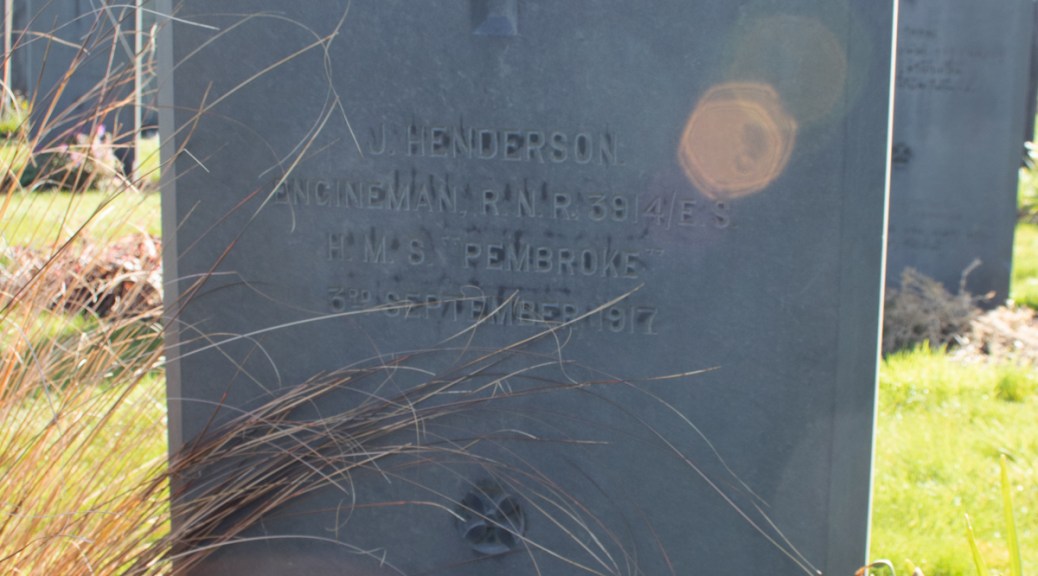 J. HENDERSON
ENGINEMAN, R.N.R. 3914/E.S.
H.M.S. "PEMBROKE"
3RD SEPTEMBER 1917